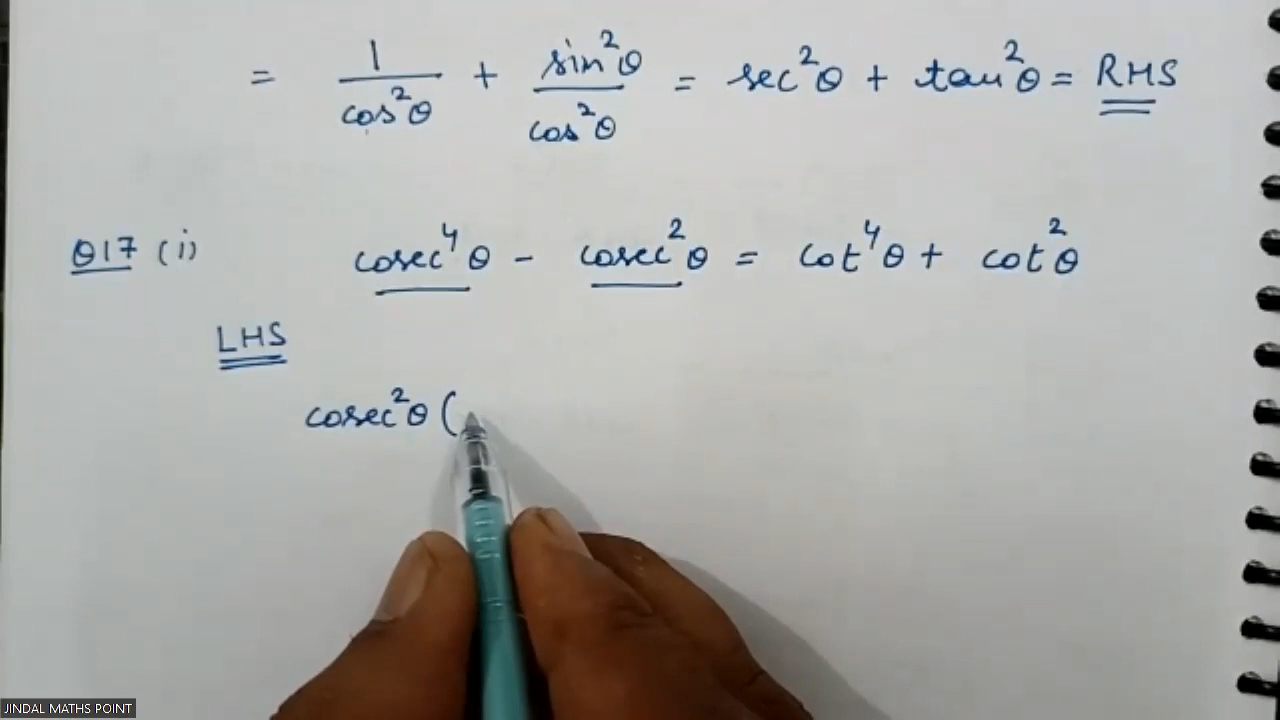 = 1/cos²θ + sin²θ/cos²θ = sec²θ + tan²θ = RHS
Q17 (i) cosec⁴θ - cosec²θ = cot⁴θ + cot²θ
LHS
cosec²θ (
JINDAL MATHS POINT